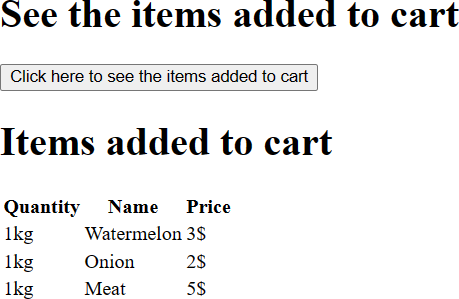 See the items added to cart
Click here to see the items added to cart
Items added to cart
Quantity Name Price
1kg Watermelon 3$
1kg Onion 2$
1kg Meat 5$